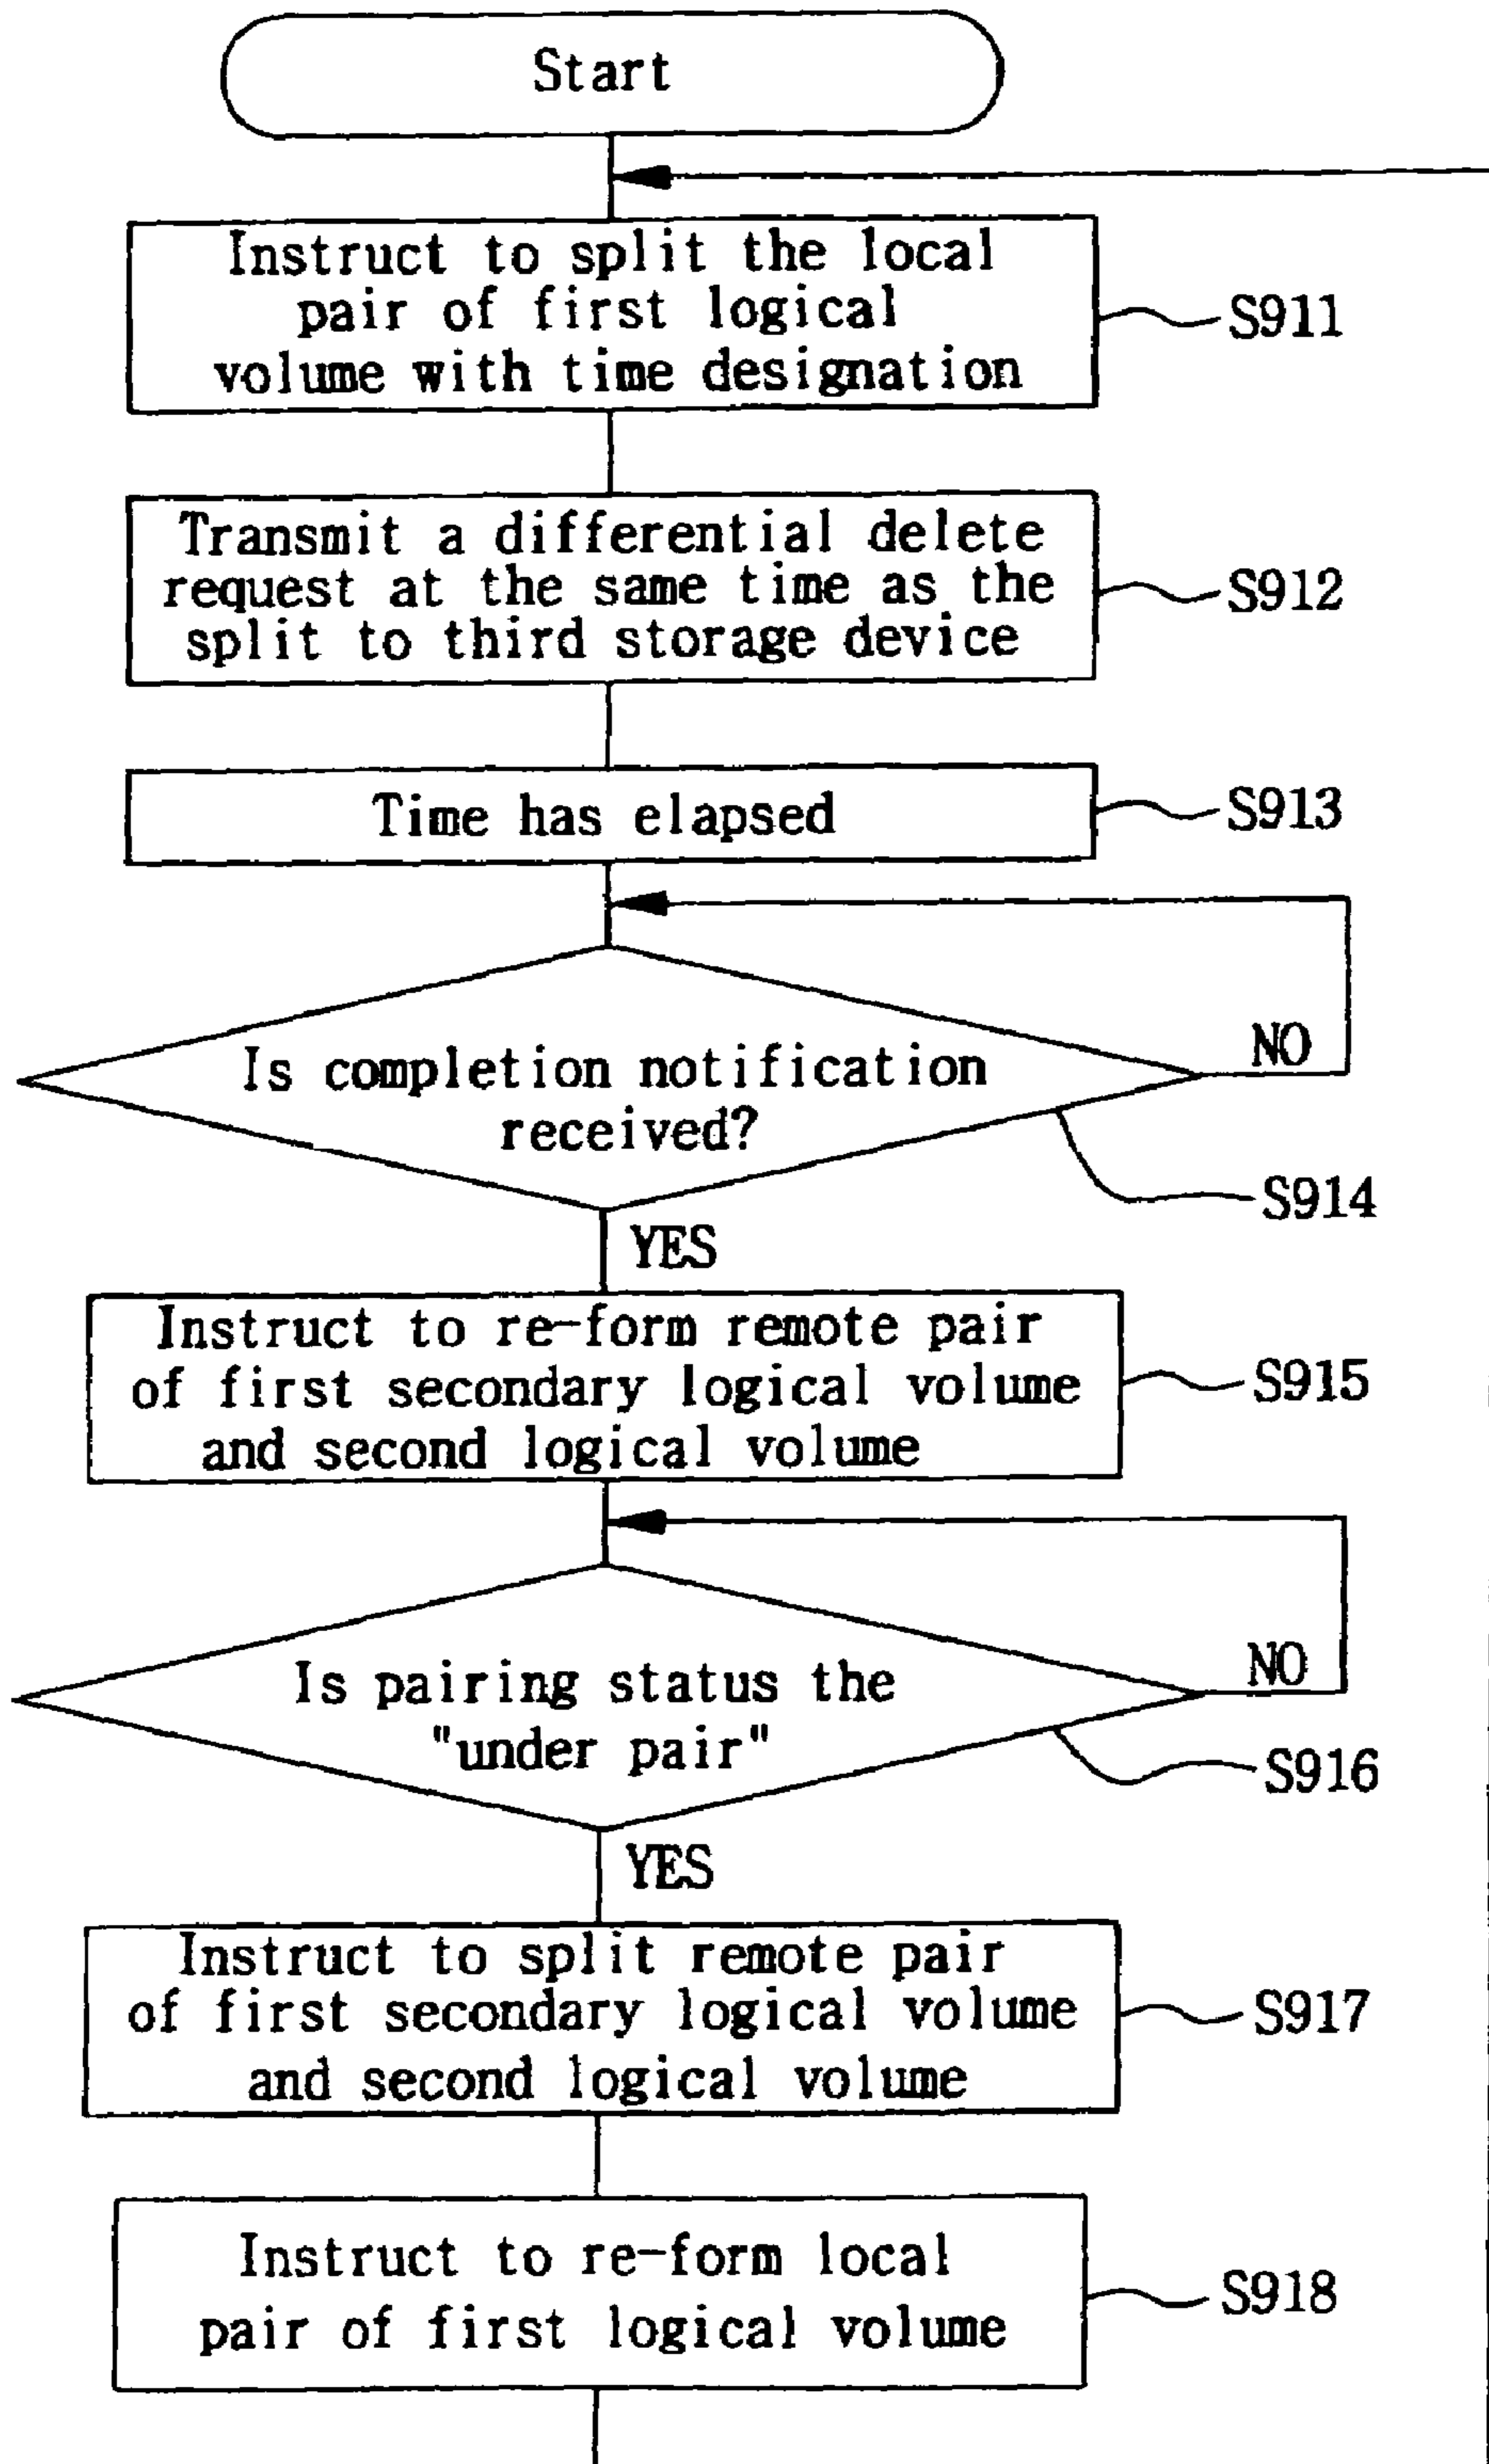 Start
Instruct to split the local
pair of first logical
volume with time designation
S911
Transmit a differential delete
request at the same time as the
split to third storage device
S912
Time has elapsed
S913
Is completion notification
received?
NO
S914
YES
Instruct to re-form remote pair
of first secondary logical volume
and second logical volume
S915
Is pairing status the
"under pair"
NO
S916
YES
Instruct to split remote pair
of first secondary logical volume
and second logical volume
S917
Instruct to re-form local
pair of first logical volume
S918